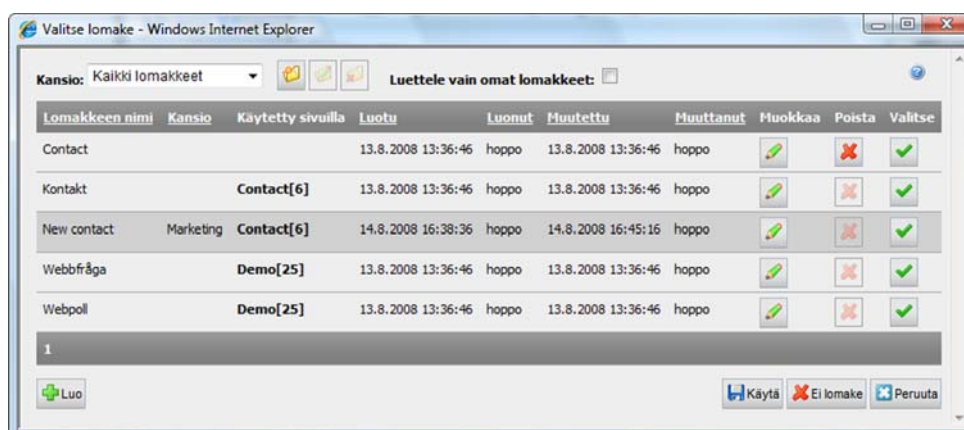 Valitse lomake - Windows Internet Explorer
Kansio: Kaikki lomakkeet Luettele vain omat lomakkeet:
Lomakkeen nimi Kansio Käytetty sivuilla Luotu Luonut Muutettu Muuttanut Muokkaa Poista Valitse
Contact 13.8.2008 13:36:46 hoppo 13.8.2008 13:36:46 hoppo
Kontakt Contact[6] 13.8.2008 13:36:46 hoppo 13.8.2008 13:36:46 hoppo
New contact Marketing Contact[6] 14.8.2008 16:38:36 hoppo 14.8.2008 16:45:16 hoppo
Webbfråga Demo[25] 13.8.2008 13:36:46 hoppo 13.8.2008 13:36:46 hoppo
Webpoll Demo[25] 13.8.2008 13:36:46 hoppo 13.8.2008 13:36:46 hoppo
1
Luo Käytä Ei lomake Peruuta